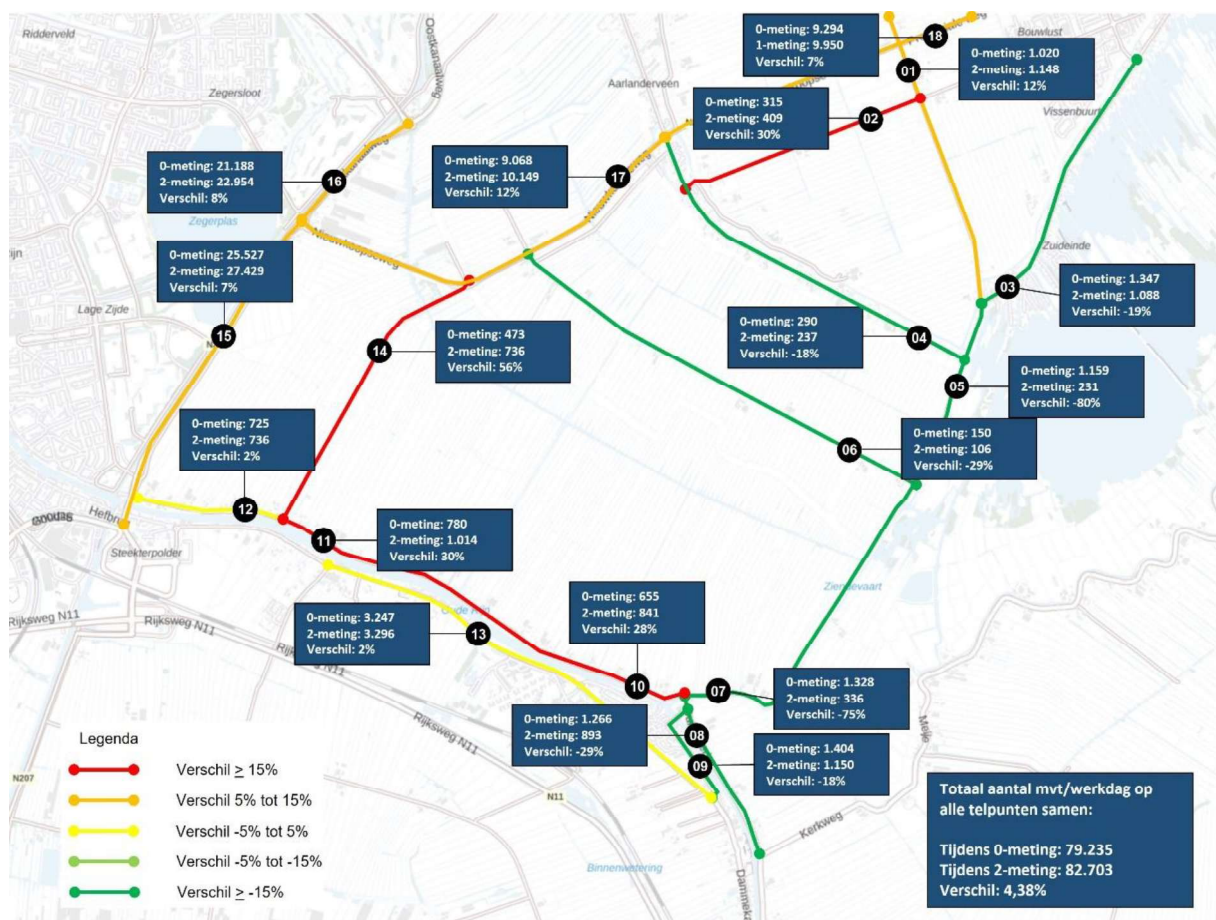 Ridderveld
Oostkanaalweg
0-meting: 9.294
1-meting: 9.950
Verschil: 7%
18
Bouwlust
01
0-meting: 1.020
2-meting: 1.148
Verschil: 12%
Zegersloot
Aarlanderveen
0-meting: 315
2-meting: 409
Verschil: 30%
02
Vissenbuurt
0-meting: 21.188
2-meting: 22.954
Verschil: 8%
16
0-meting: 9.068
2-meting: 10.149
Verschil: 12%
17
Zegerplas
Nieuwkoopseweg
Zuideinde
0-meting: 25.527
2-meting: 27.429
Verschil: 7%
03
0-meting: 1.347
2-meting: 1.088
Verschil: -19%
Lage Zijde
15
14
0-meting: 473
2-meting: 736
Verschil: 56%
0-meting: 290
2-meting: 237
Verschil: -18%
04
05
0-meting: 1.159
2-meting: 231
Verschil: -80%
0-meting: 725
2-meting: 736
Verschil: 2%
06
0-meting: 150
2-meting: 106
Verschil: -29%
12
Steekterpolder
11
0-meting: 780
2-meting: 1.014
Verschil: 30%
Ziendevaart
Rijksweg N11
Rijksweg N11
Oude Rijn
0-meting: 3.247
2-meting: 3.296
Verschil: 2%
13
0-meting: 655
2-meting: 841
Verschil: 28%
10
07
0-meting: 1.328
2-meting: 336
Verschil: -75%
Meije
Rijksweg N11
0-meting: 1.266
2-meting: 893
Verschil: -29%
08
09
0-meting: 1.404
2-meting: 1.150
Verschil: -18%
N207
N11
Kerkweg
Binnenwetering
Legenda
Verschil ≥ 15%
Verschil 5% tot 15%
Verschil -5% tot 5%
Verschil -5% tot -15%
Verschil ≥ -15%
Totaal aantal mvt/werkdag op
alle telpunten samen:
Tijdens 0-meting: 79.235
Tijdens 2-meting: 82.703
Verschil: 4,38%